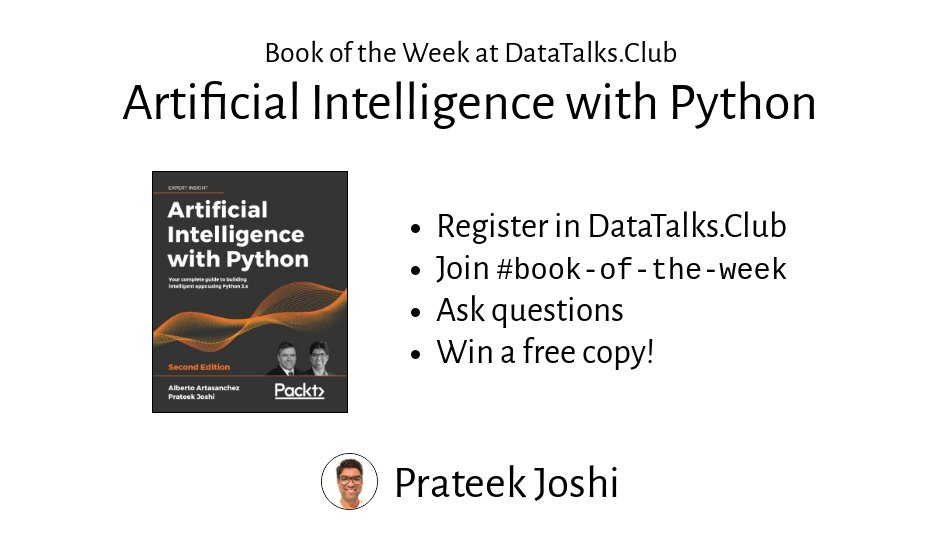 Book of the Week at DataTalks.Club
Artificial Intelligence with Python
EXPERT INSIGHT
Artificial
Intelligence
with Python
Your complete guide to building
intelligent apps using Python 3.x
Second Edition
Alberto Artasanchez
Prateek Joshi
Packt>
• Register in DataTalks.Club
• Join #book-of-the-week
• Ask questions
• Win a free copy!
Prateek Joshi